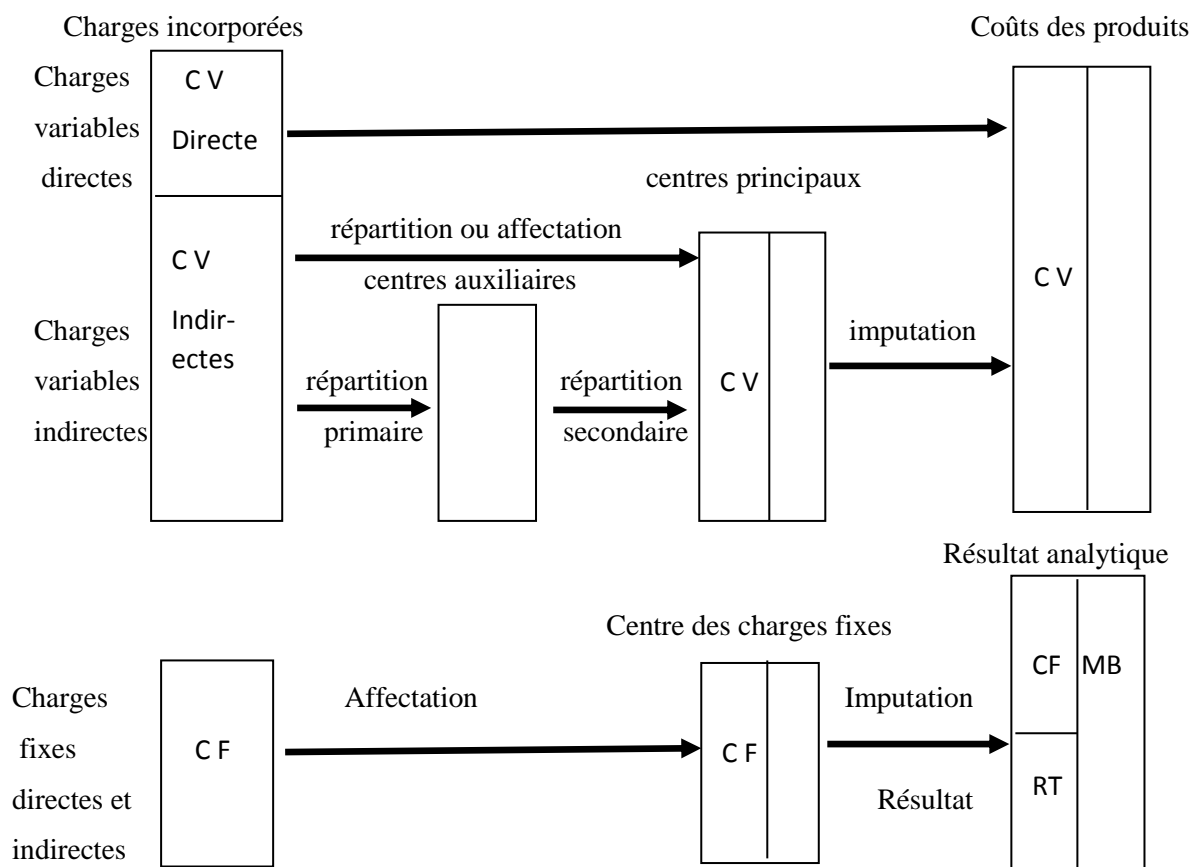 Charges incorporées
Coûts des produits
Charges
variables
directes
C V
Directe
centres principaux
répartition ou affectation
centres auxiliaires
C V
Indir-
ectes
Charges
variables
indirectes
répartition
primaire
répartition
secondaire
C V
imputation
C V
Résultat analytique
Centre des charges fixes
Charges
fixes
directes et
indirectes
C F
Affectation
C F
Imputation
Résultat
CF
MB
RT